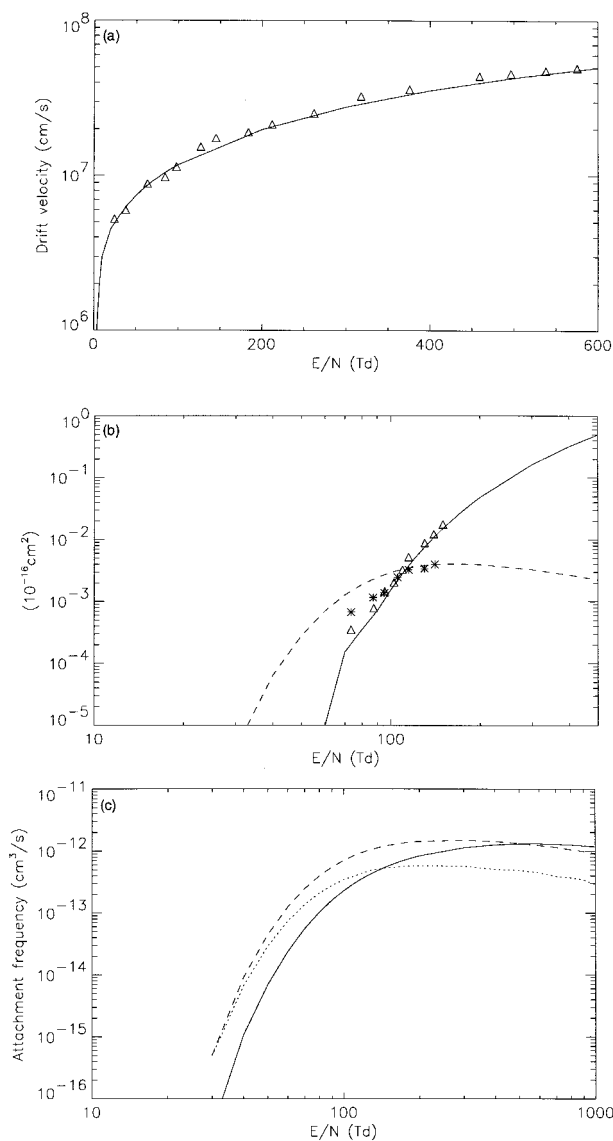 (a)
10^8
10^7
10^6
Drift velocity (cm/s)
0 200 400 600
E/N (Td)
(b)
10^0
10^-1
10^-2
10^-3
10^-4
10^-5
(10^-16cm^2)
10 100
E/N (Td)
(c)
10^-11
10^-12
10^-13
10^-14
10^-15
10^-16
Attachment frequency (cm^3/s)
10 100 1000
E/N (Td)